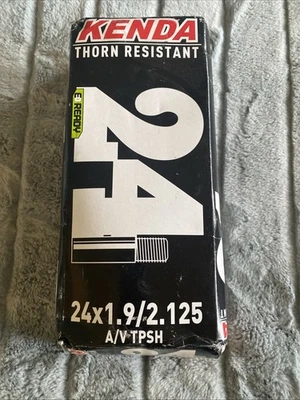 KENDA
THORN RESISTANT
E READY
24
24x1.9/2.125
A/V TPSH